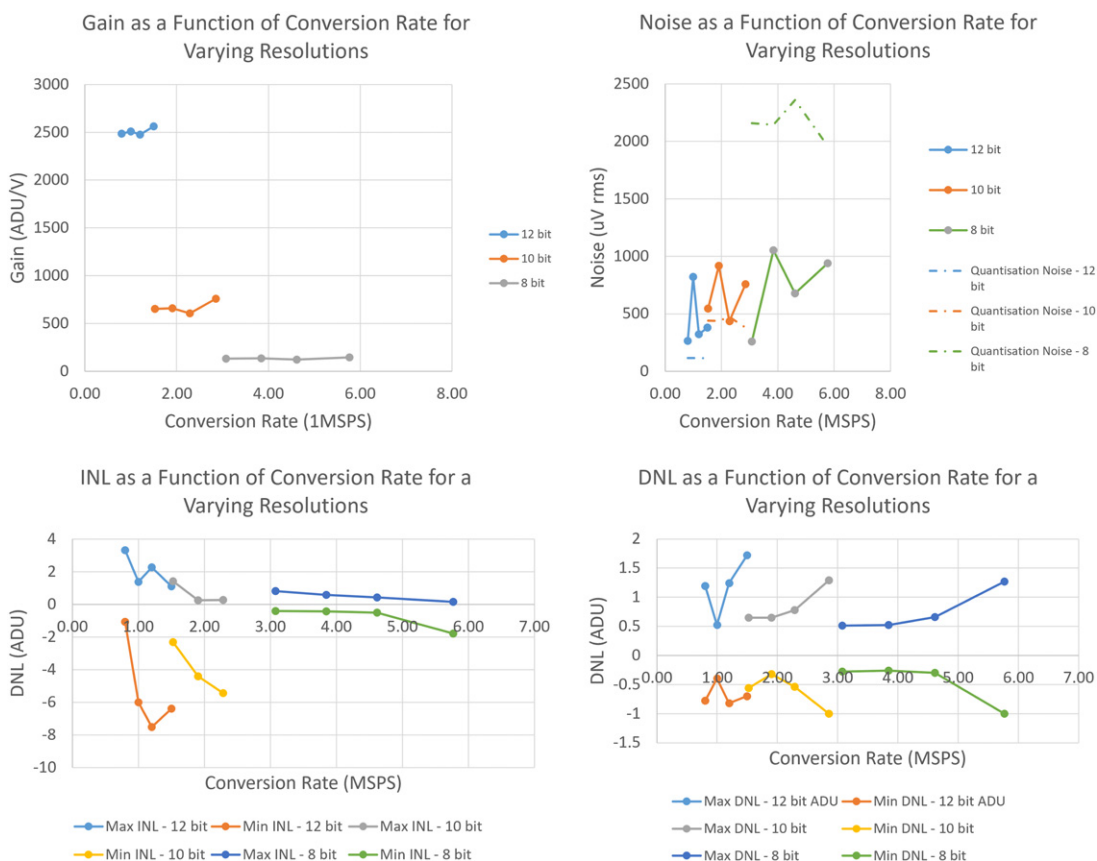 Gain as a Function of Conversion Rate for
Varying Resolutions
3000
2500
2000
1500
1000
500
0
0.00 2.00 4.00 6.00 8.00
Gain (ADU/V)
Conversion Rate (1MSPS)
12 bit
10 bit
8 bit
Noise as a Function of Conversion Rate for
Varying Resolutions
2500
2000
1500
1000
500
0
0.00 2.00 4.00 6.00 8.00
Noise (uV rms)
Conversion Rate (MSPS)
12 bit
10 bit
8 bit
Quantisation Noise - 12
bit
Quantisation Noise - 10
bit
Quantisation Noise - 8
bit
INL as a Function of Conversion Rate for a
Varying Resolutions
4
2
0
-2
-4
-6
-8
-10
0.00 1.00 2.00 3.00 4.00 5.00 6.00 7.00
DNL (ADU)
Conversion Rate (MSPS)
Max INL - 12 bit Min INL - 12 bit Max INL - 10 bit
Min INL - 10 bit Max INL - 8 bit Min INL - 8 bit
DNL as a Function of Conversion Rate for a
Varying Resolutions
2
1.5
1
0.5
0
-0.5
-1
-1.5
0.00 1.00 2.00 3.00 4.00 5.00 6.00 7.00
DNL (ADU)
Conversion Rate (MSPS)
Max DNL - 12 bit ADU Min DNL - 12 bit ADU
Max DNL - 10 bit Min DNL - 10 bit
Max DNL - 8 bit Min DNL - 8 bit